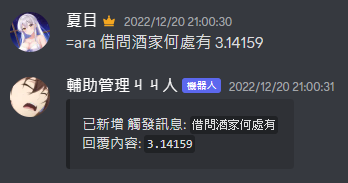 夏目 2022/12/20 21:00:30
=ara 借問酒家何處有 3.14159
輔助管理ㄐㄐ人 機器人 2022/12/20 21:00:31
已新增 觸發訊息: 借問酒家何處有
回覆內容: 3.14159